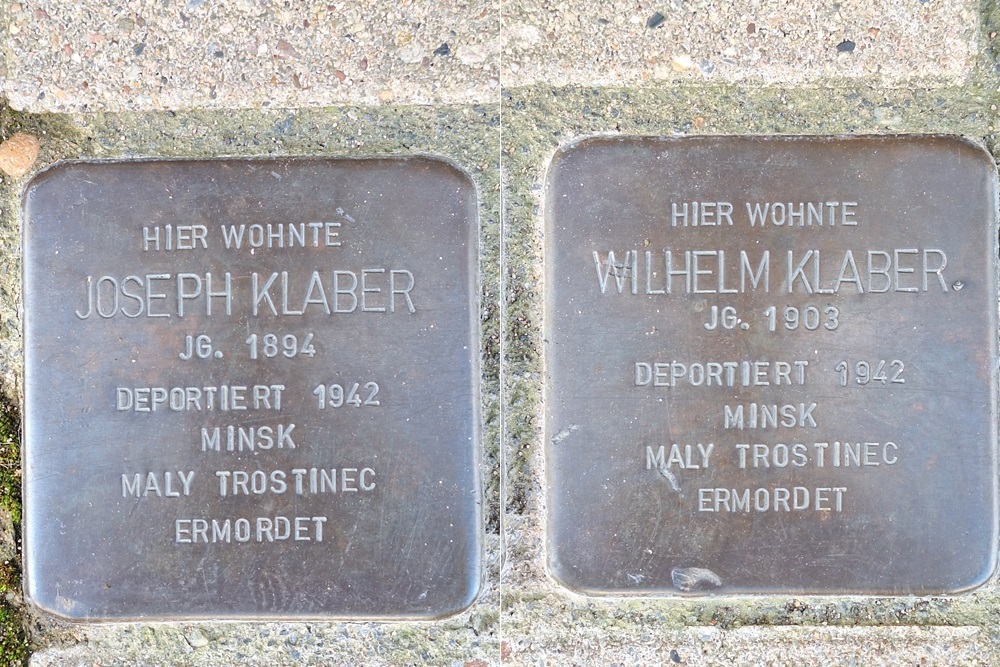 HIER WOHNTE
JOSEPH KLABER
JG. 1894
DEPORTIERT 1942
MINSK
MALY TROSTINEC
ERMORDET
HIER WOHNTE
WILHELM KLABER
JG. 1903
DEPORTIERT 1942
MINSK
MALY TROSTINEC
ERMORDET